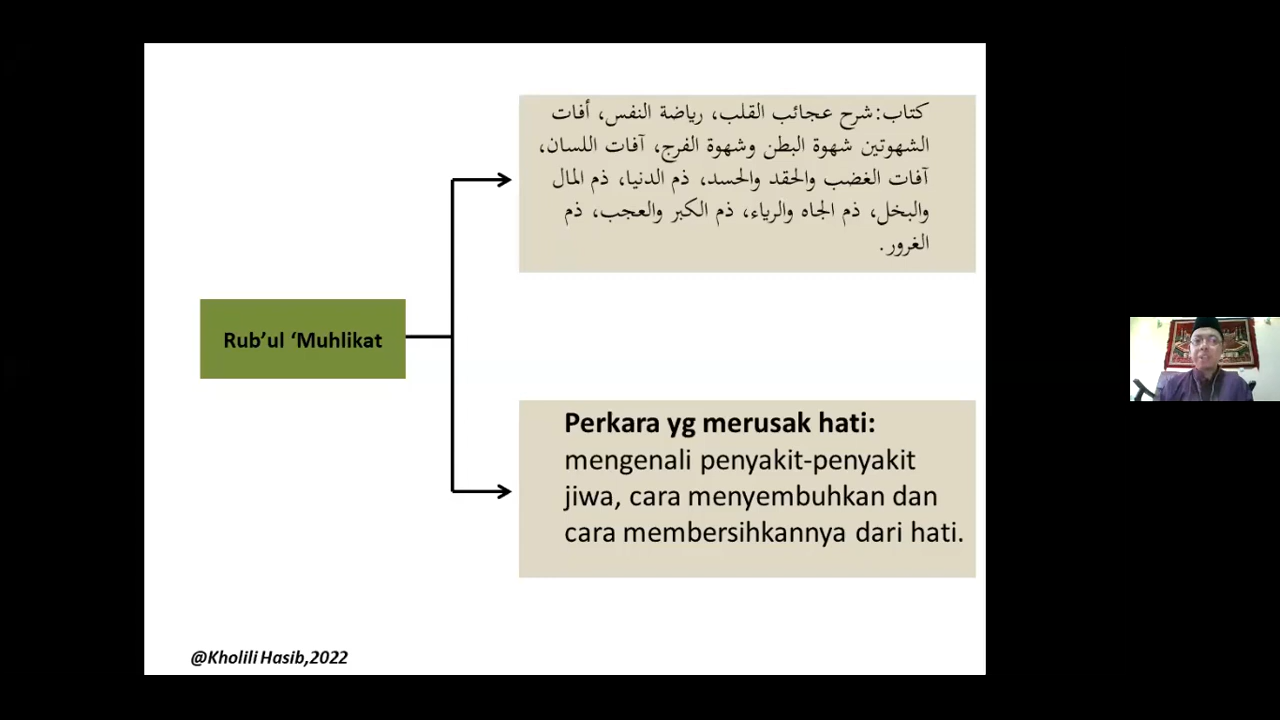 كتاب:شرح عجائب القلب، رياضة النفس، أفات
الشهوتين شهوة البطن وشهوة الفرج، آفات اللسان،
آفات الغضب والحقد والحسد، ذم الدنيا، ذم المال
والبخل، ذم الجاه والرياء، ذم الكبر والعجب، ذم
الغرور.
Rub’ul ‘Muhlikat
Perkara yg merusak hati:
mengenali penyakit-penyakit
jiwa, cara menyembuhkan dan
cara membersihkannya dari hati.
@Kholili Hasib,2022